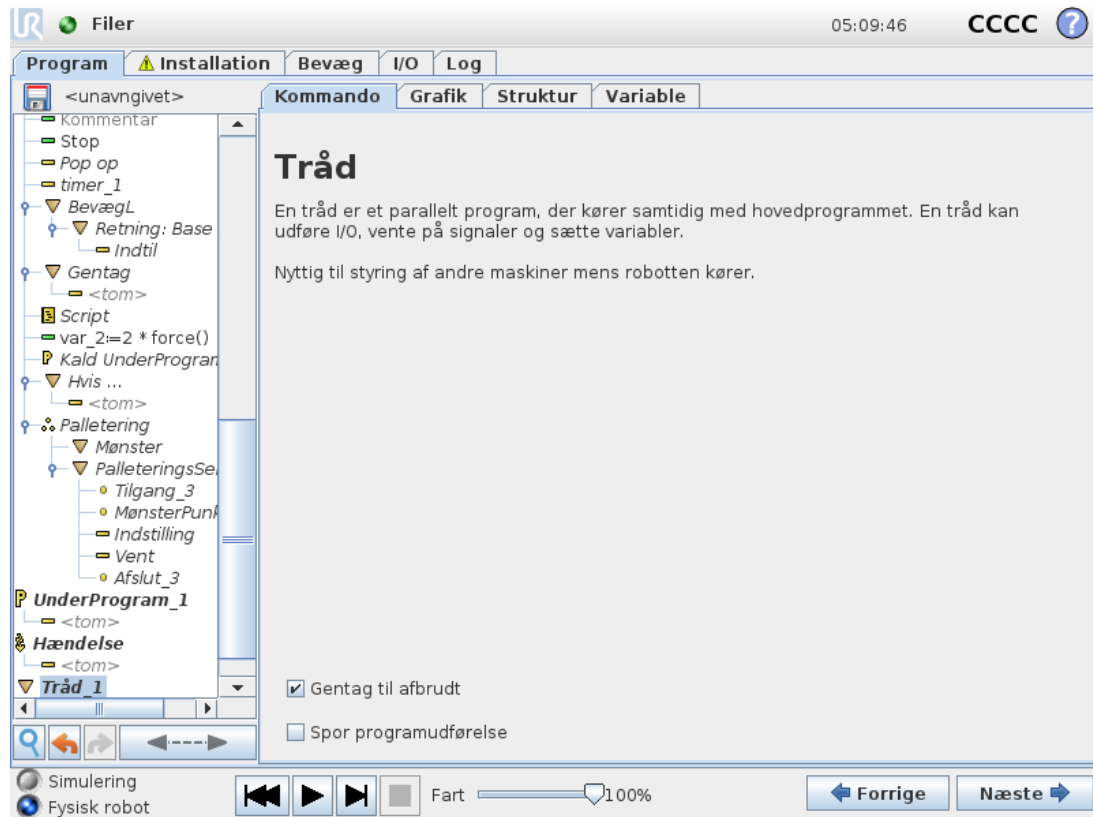 UR Filer 05:09:46 CCCC ?
Program Installation Bevæg I/O Log
<unavngivet>
Kommando Grafik Struktur Variable
Kommentar
Stop
Pop op
timer_1
BevægL
Retning: Base
Indtil
Gentag
<tom>
Script
var_2:=2 * force()
Kald UnderProgram
Hvis ...
<tom>
Palletering
Mønster
PalleteringsSe
Tilgang_3
MønsterPunk
Indstilling
Vent
Afslut_3
UnderProgram_1
<tom>
Hændelse
<tom>
Tråd_1
Tråd
En tråd er et parallelt program, der kører samtidig med hovedprogrammet. En tråd kan
udføre I/O, vente på signaler og sætte variabler.
Nyttig til styring af andre maskiner mens robotten kører.
Gentag til afbrudt
Spor programudførelse
Simulering
Fysisk robot
Fart 100%
Forrige Næste